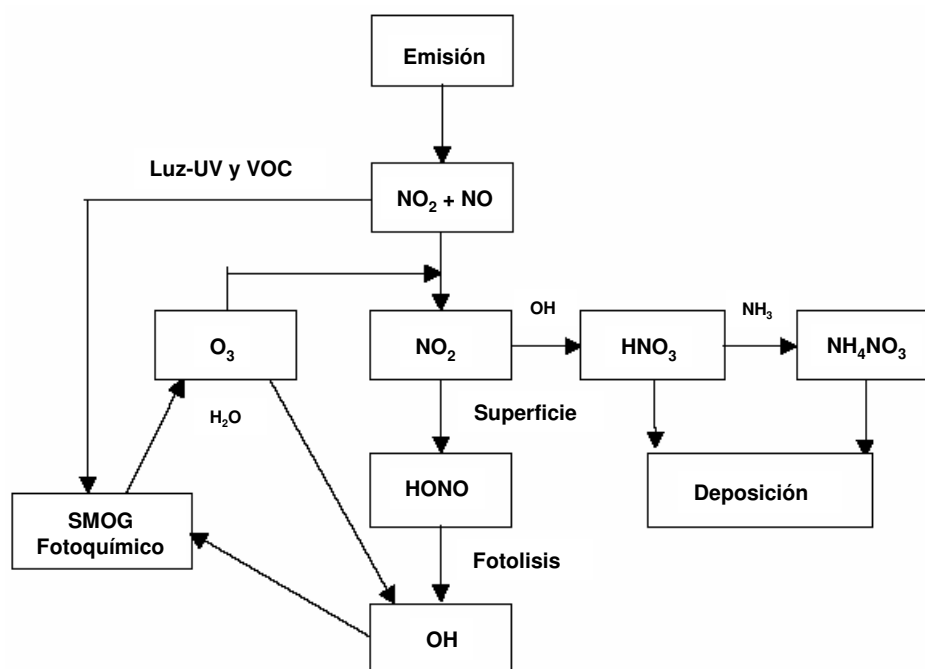 Emisión
Luz-UV y VOC
NO₂ + NO
O₃
NO₂
OH
HNO₃
NH₃
NH₄NO₃
H₂O
Superficie
HONO
Deposición
SMOG
Fotoquímico
Fotolisis
OH